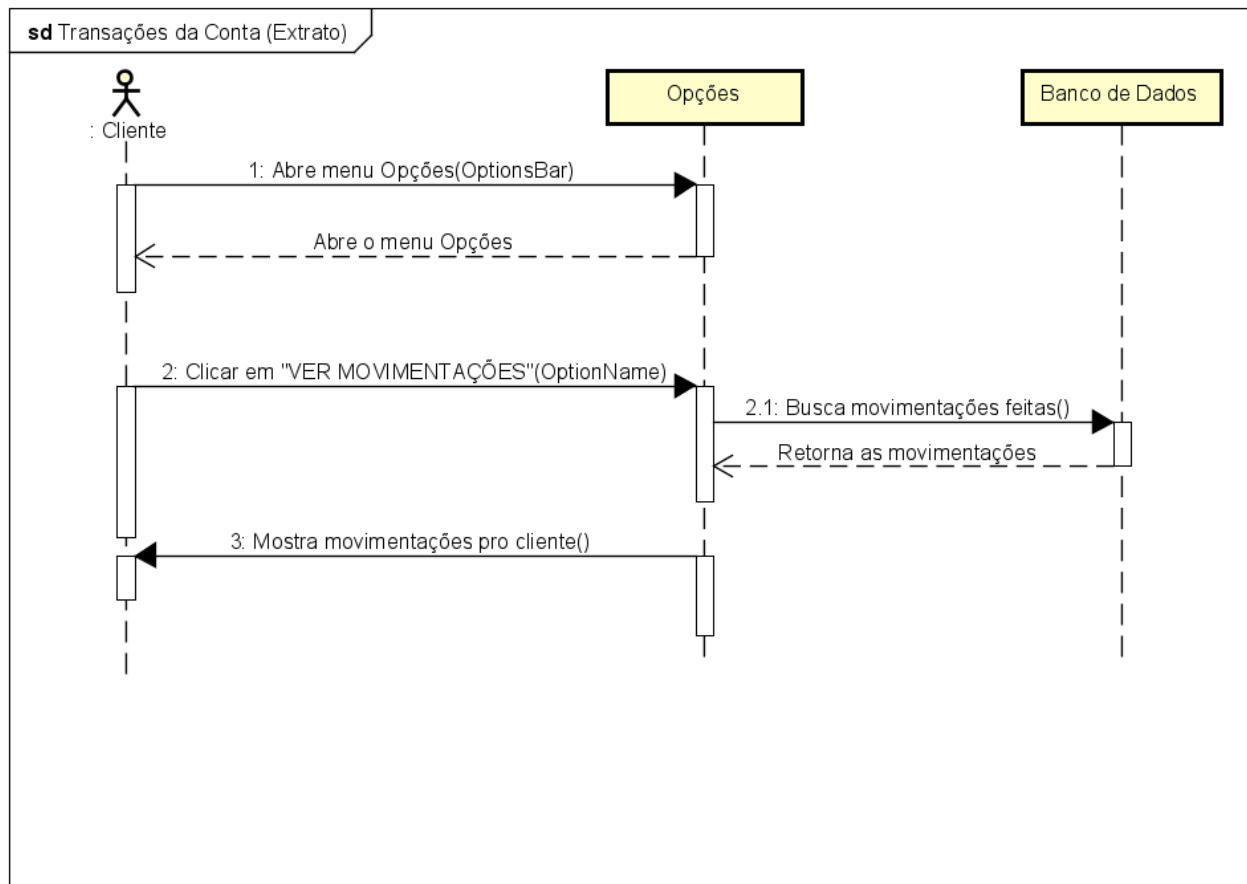 sd Transações da Conta (Extrato)
: Cliente
Opções
Banco de Dados
1: Abre menu Opções(OptionsBar)
Abre o menu Opções
2: Clicar em "VER MOVIMENTAÇÕES"(OptionName)
2.1: Busca movimentações feitas()
Retorna as movimentações
3: Mostra movimentações pro cliente()